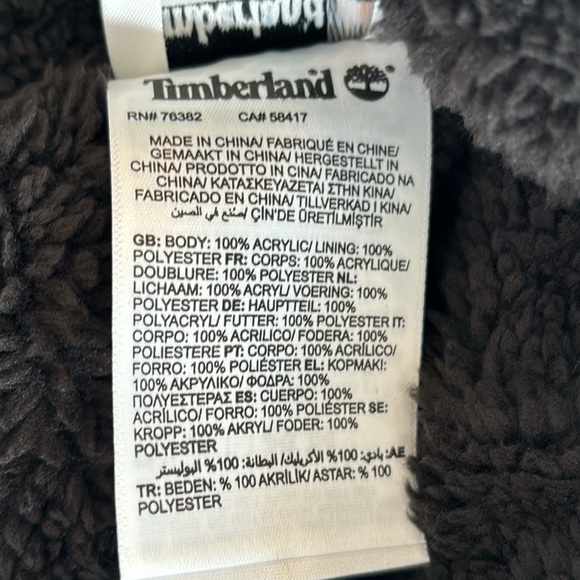 Timberland
RN# 76382 CA# 58417
MADE IN CHINA/ FABRIQUÉ EN CHINE/
GEMAAKT IN CHINA/ HERGESTELLT IN
CHINA/ PRODOTTO IN CINA/ FABRICADO NA
CHINA/ ΚΑΤΑΣΚΕΥΑΖΕΤΑΙ ΣΤΗΝ ΚΙΝΑ/
FABRICADO EN CHINA/ TILLVERKAD I KINA/
صنع في الصين/ ÇİN'DE ÜRETİLMİŞTİR
GB: BODY: 100% ACRYLIC/ LINING: 100%
POLYESTER FR: CORPS: 100% ACRYLIQUE/
DOUBLURE: 100% POLYESTER NL:
LICHAAM: 100% ACRYL/ VOERING: 100%
POLYESTER DE: HAUPTTEIL: 100%
POLYACRYL/ FUTTER: 100% POLYESTER IT:
CORPO: 100% ACRILICO/ FODERA: 100%
POLIESTERE PT: CORPO: 100% ACRÍLICO/
FORRO: 100% POLIÉSTER EL: ΚΟΡΜΑΚΙ:
100% ΑΚΡΥΛΙΚΟ/ ΦΟΔΡΑ: 100%
ΠΟΛΥΕΣΤΕΡΑΣ ES: CUERPO: 100%
ACRÍLICO/ FORRO: 100% POLIÉSTER SE:
KROPP: 100% AKRYL/ FODER: 100%
POLYESTER
AE: بادي: 100% الأكريليك/ البطانة: 100% البوليستر
TR: BEDEN: % 100 AKRİLİK/ ASTAR: % 100
POLYESTER